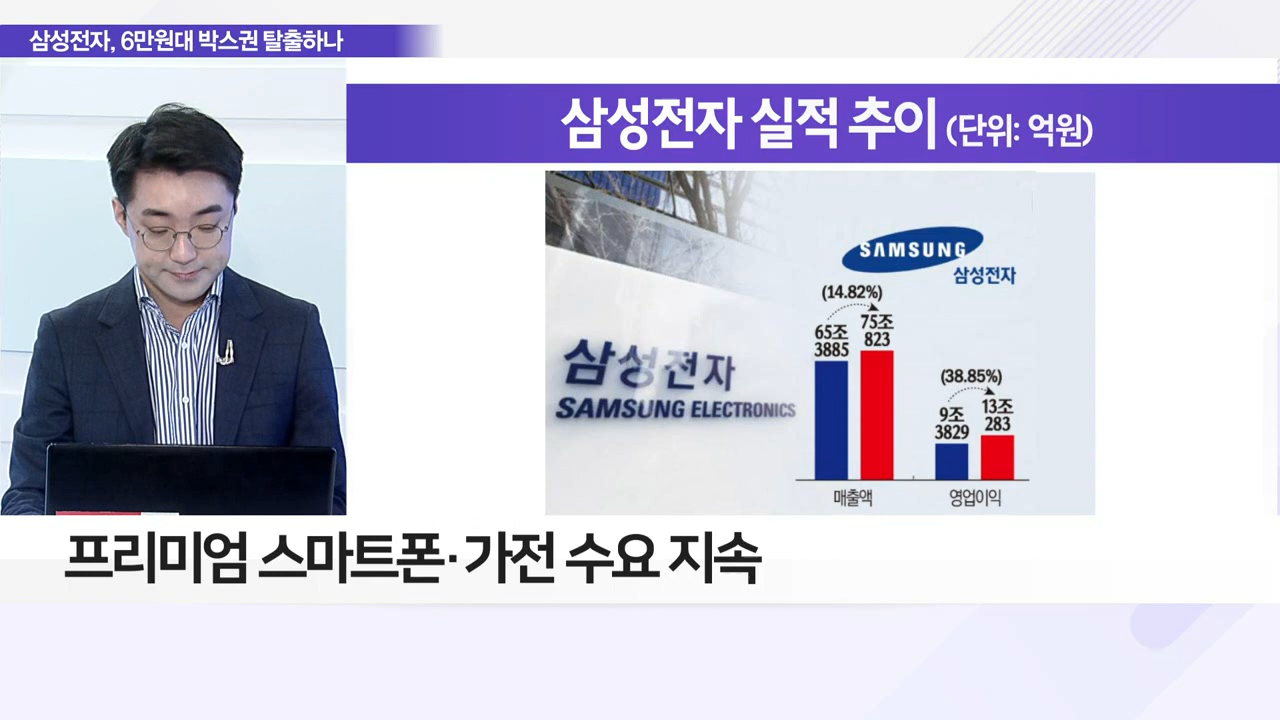 삼성전자, 6만원대 박스권 탈출하나
삼성전자 실적 추이 (단위: 억원)
SAMSUNG
삼성전자
삼성전자
SAMSUNG ELECTRONICS
(14.82%)
65조
3885
75조
823
(38.85%)
9조
3829
13조
283
매출액
영업이익
프리미엄 스마트폰·가전 수요 지속